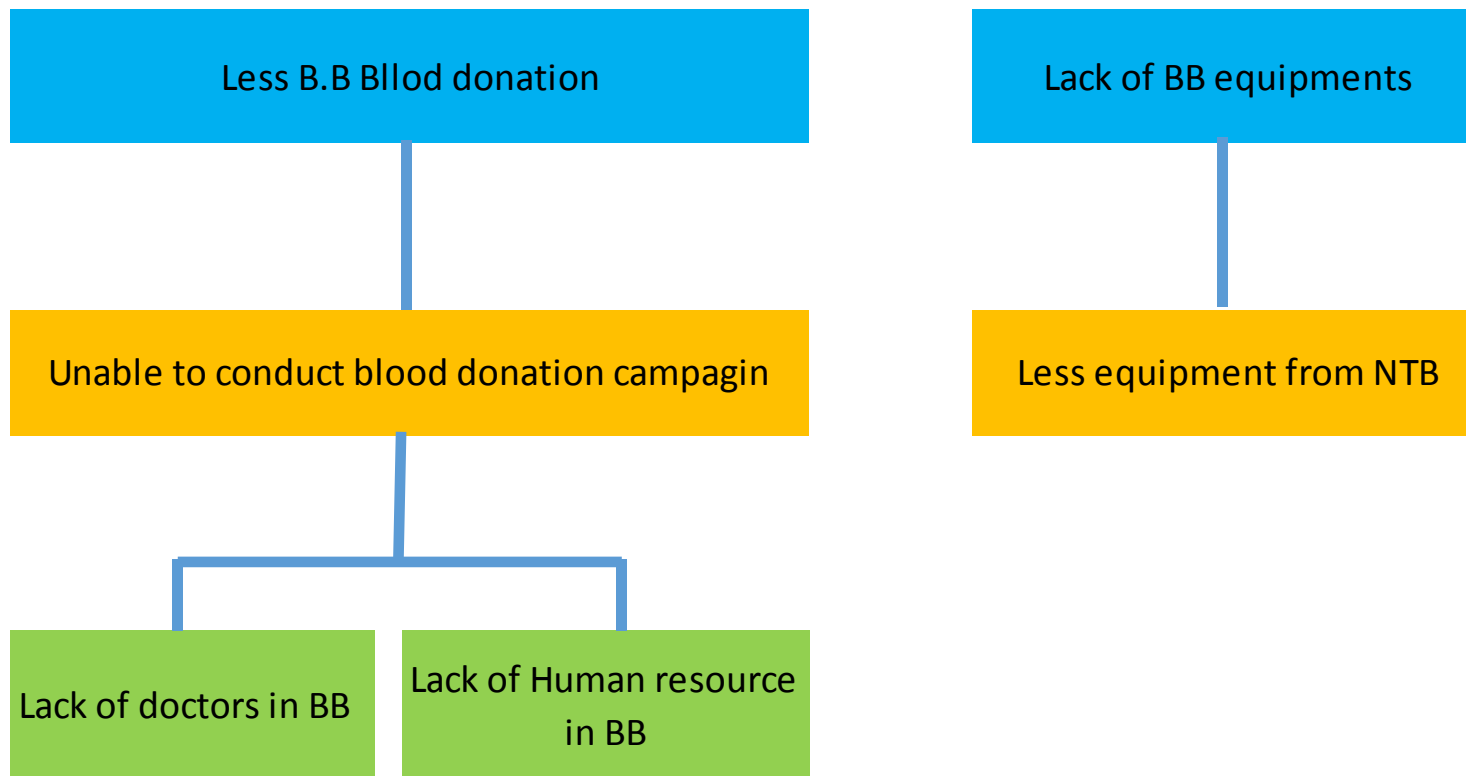 Less B.B Bllod donation
Lack of BB equipments
Unable to conduct blood donation campagin
Less equipment from NTB
Lack of doctors in BB
Lack of Human resource
in BB